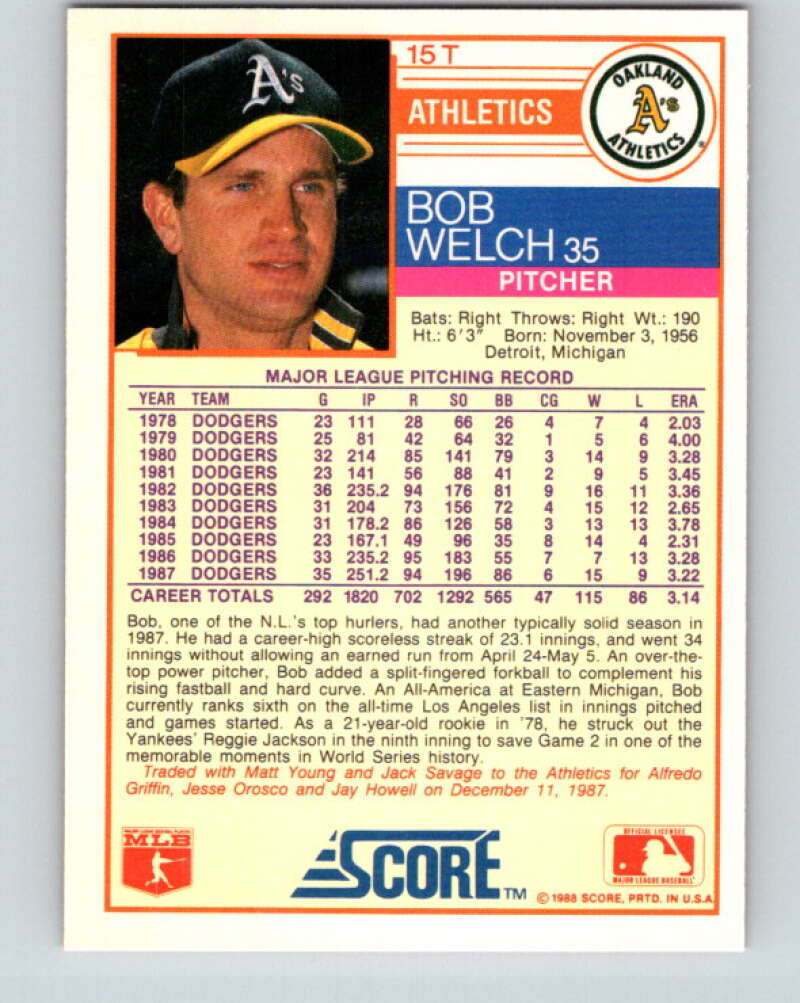 A's
15T
ATHLETICS
OAKLAND
A's
ATHLETICS
BOB
WELCH 35
PITCHER
Bats: Right Throws: Right Wt.: 190
Ht.: 6'3" Born: November 3, 1956
Detroit, Michigan
MAJOR LEAGUE PITCHING RECORD
YEAR TEAM G IP R SO BB CG W L ERA
1978 DODGERS 23 111 28 66 26 4 7 4 2.03
1979 DODGERS 25 81 42 64 32 1 5 6 4.00
1980 DODGERS 32 214 85 141 79 3 14 9 3.28
1981 DODGERS 23 141 56 88 41 2 9 5 3.45
1982 DODGERS 36 235.2 94 176 81 9 16 11 3.36
1983 DODGERS 31 204 73 156 72 4 15 12 2.65
1984 DODGERS 31 178.2 86 126 58 3 13 13 3.78
1985 DODGERS 23 167.1 49 96 35 8 14 4 2.31
1986 DODGERS 33 235.2 95 183 55 7 7 13 3.28
1987 DODGERS 35 251.2 94 196 86 6 15 9 3.22
CAREER TOTALS 292 1820 702 1292 565 47 115 86 3.14
Bob, one of the N.L.'s top hurlers, had another typically solid season in
1987. He had a career-high scoreless streak of 23.1 innings, and went 34
innings without allowing an earned run from April 24-May 5. An over-the-
top power pitcher, Bob added a split-fingered forkball to complement his
rising fastball and hard curve. An All-America at Eastern Michigan, Bob
currently ranks sixth on the all-time Los Angeles list in innings pitched
and games started. As a 21-year-old rookie in '78, he struck out the
Yankees' Reggie Jackson in the ninth inning to save Game 2 in one of the
memorable moments in World Series history.
Traded with Matt Young and Jack Savage to the Athletics for Alfredo
Griffin, Jesse Orosco and Jay Howell on December 11, 1987.
MAJOR LEAGUE BASEBALL PLAYERS
MLB
SCORE™
OFFICIAL LICENSEE
MAJOR LEAGUE BASEBALL
© 1988 SCORE, PRTD. IN U.S.A.